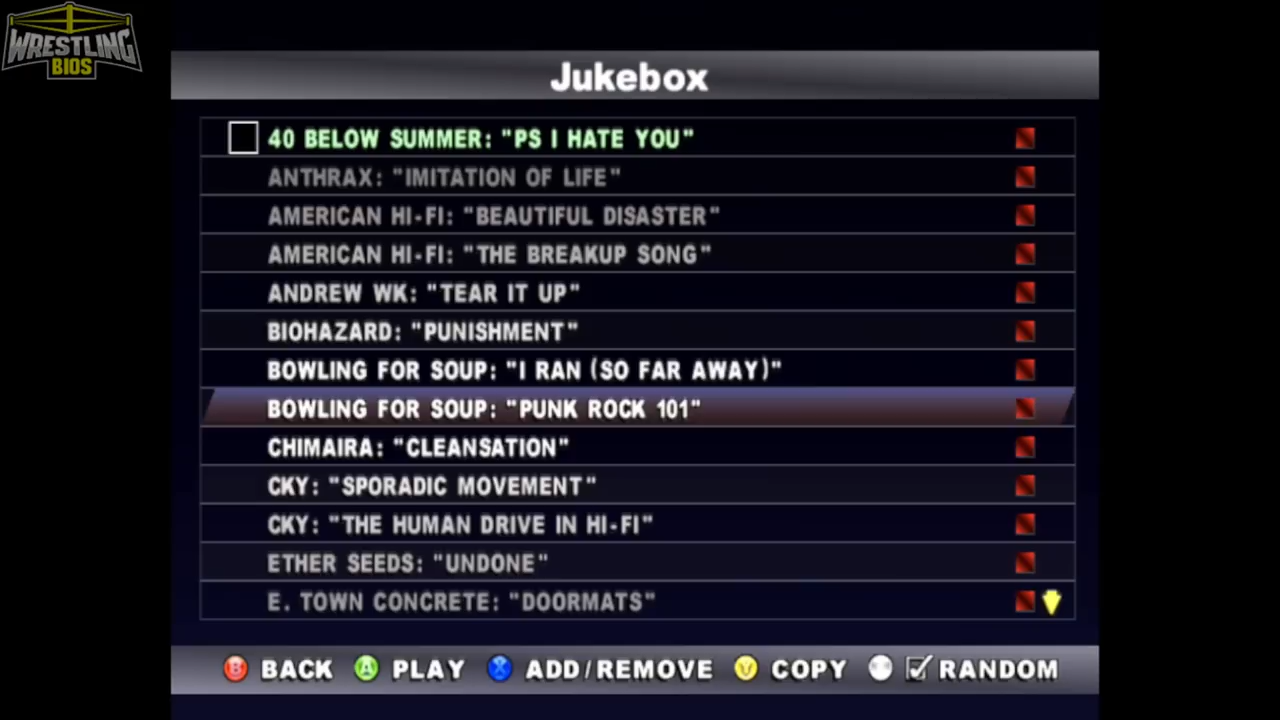 WRESTLING
BIOS
Jukebox
40 BELOW SUMMER: "PS I HATE YOU"
ANTHRAX: "IMITATION OF LIFE"
AMERICAN HI-FI: "BEAUTIFUL DISASTER"
AMERICAN HI-FI: "THE BREAKUP SONG"
ANDREW WK: "TEAR IT UP"
BIOHAZARD: "PUNISHMENT"
BOWLING FOR SOUP: "I RAN (SO FAR AWAY)"
BOWLING FOR SOUP: "PUNK ROCK 101"
CHIMAIRA: "CLEANSATION"
CKY: "SPORADIC MOVEMENT"
CKY: "THE HUMAN DRIVE IN HI-FI"
ETHER SEEDS: "UNDONE"
E. TOWN CONCRETE: "DOORMATS"
B BACK A PLAY X ADD/REMOVE Y COPY RANDOM